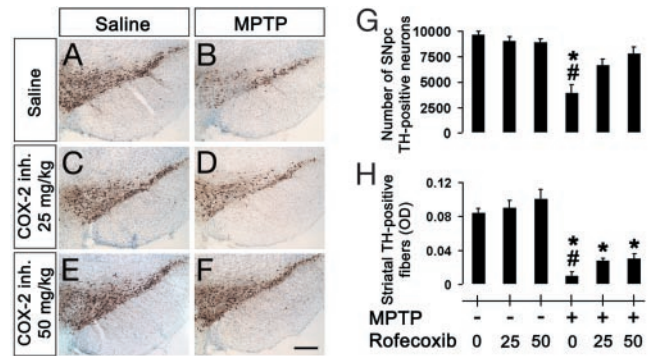 Saline MPTP
Saline
COX-2 inh.
25 mg/kg
COX-2 inh.
50 mg/kg
A B
C D
E F
G
Number of SNpc
TH-positive neurons
10000
7500
5000
2500
0
*
#
H
Striatal TH-positive
fibers (OD)
0.12
0.08
0.04
0
* * *
#
MPTP - - - + + +
Rofecoxib 0 25 50 0 25 50